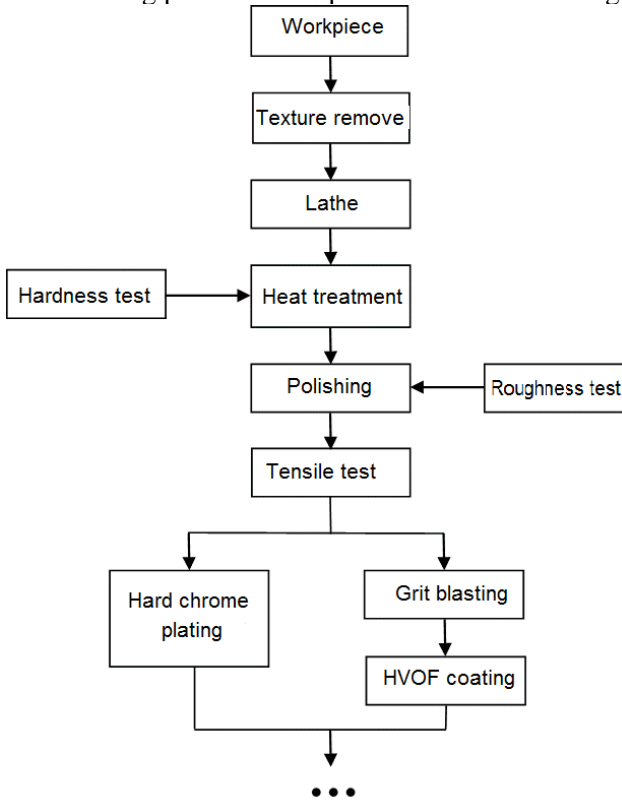 Workpiece
Texture remove
Lathe
Hardness test
Heat treatment
Polishing
Roughness test
Tensile test
Hard chrome
plating
Grit blasting
HVOF coating
•••